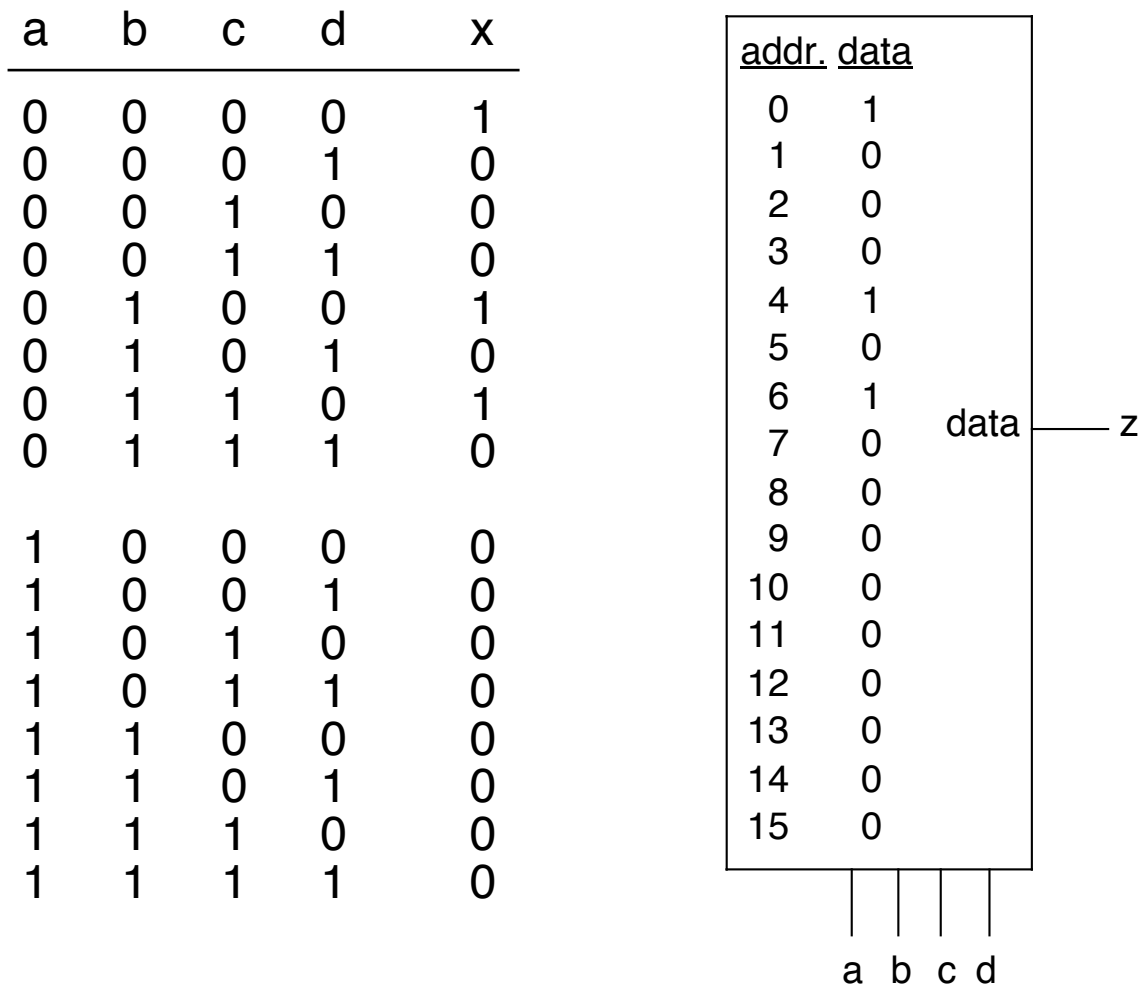 a b c d x
0 0 0 0 1
0 0 0 1 0
0 0 1 0 0
0 0 1 1 0
0 1 0 0 1
0 1 0 1 0
0 1 1 0 1
0 1 1 1 0
1 0 0 0 0
1 0 0 1 0
1 0 1 0 0
1 0 1 1 0
1 1 0 0 0
1 1 0 1 0
1 1 1 0 0
1 1 1 1 0
addr. data
0 1
1 0
2 0
3 0
4 1
5 0
6 1
7 0
8 0
9 0
10 0
11 0
12 0
13 0
14 0
15 0
data z
a b c d